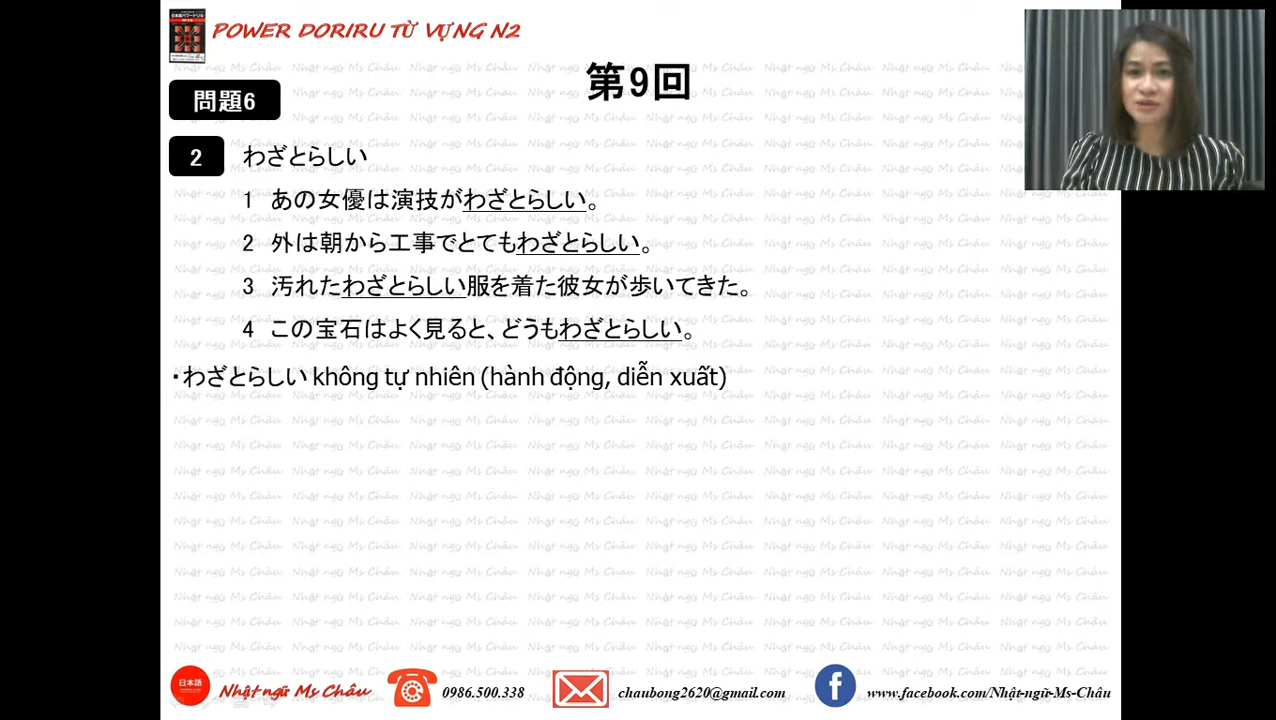 POWER DORIRU TỪ VỰNG N2
第9回
問題6
2 わざとらしい
1 あの女優は演技がわざとらしい。
2 外は朝から工事でとてもわざとらしい。
3 汚れたわざとらしい服を着た彼女が歩いてきた。
4 この宝石はよく見ると、どうもわざとらしい。
・わざとらしい không tự nhiên (hành động, diễn xuất)
日本語 Nhật ngữ Ms Châu 0986.500.338 chaubong2620@gmail.com www.facebook.com/Nhật-ngữ-Ms-Châu